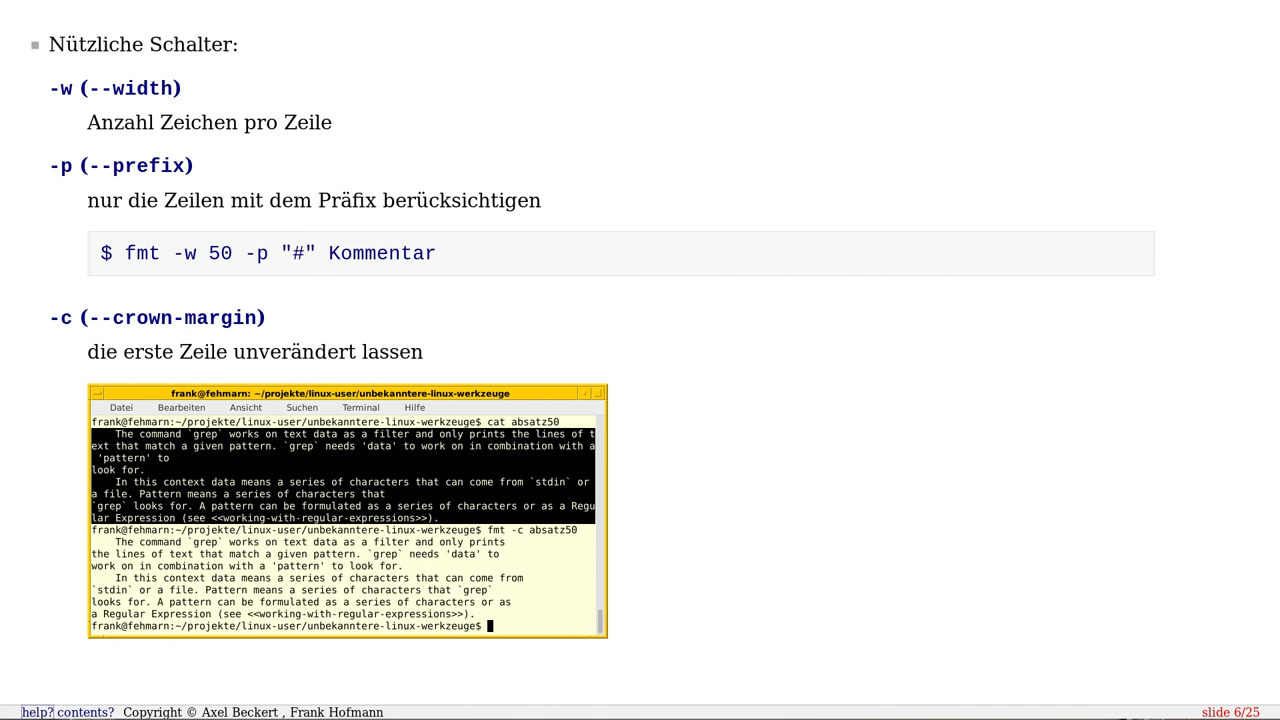 Nützliche Schalter:
-w (--width)
Anzahl Zeichen pro Zeile
-p (--prefix)
nur die Zeilen mit dem Präfix berücksichtigen
$ fmt -w 50 -p "#" Kommentar
-c (--crown-margin)
die erste Zeile unverändert lassen
frank@fehmarn: ~/projekte/linux-user/unbekanntere-linux-werkzeuge
Datei Bearbeiten Ansicht Suchen Terminal Hilfe
frank@fehmarn:~/projekte/linux-user/unbekanntere-linux-werkzeuge$ cat absatz50
The command `grep` works on text data as a filter and only prints the lines of t
ext that match a given pattern. `grep` needs 'data' to work on in combination with a
'pattern' to
look for.
In this context data means a series of characters that can come from `stdin` or
a file. Pattern means a series of characters that
`grep` looks for. A pattern can be formulated as a series of characters or as a Regu
lar Expression (see <<working-with-regular-expressions>>).
frank@fehmarn:~/projekte/linux-user/unbekanntere-linux-werkzeuge$ fmt -c absatz50
The command `grep` works on text data as a filter and only prints
the lines of text that match a given pattern. `grep` needs 'data' to
work on in combination with a 'pattern' to look for.
In this context data means a series of characters that can come from
`stdin` or a file. Pattern means a series of characters that `grep`
looks for. A pattern can be formulated as a series of characters or as
a Regular Expression (see <<working-with-regular-expressions>>).
frank@fehmarn:~/projekte/linux-user/unbekanntere-linux-werkzeuge$
help? contents? Copyright © Axel Beckert , Frank Hofmann slide 6/25